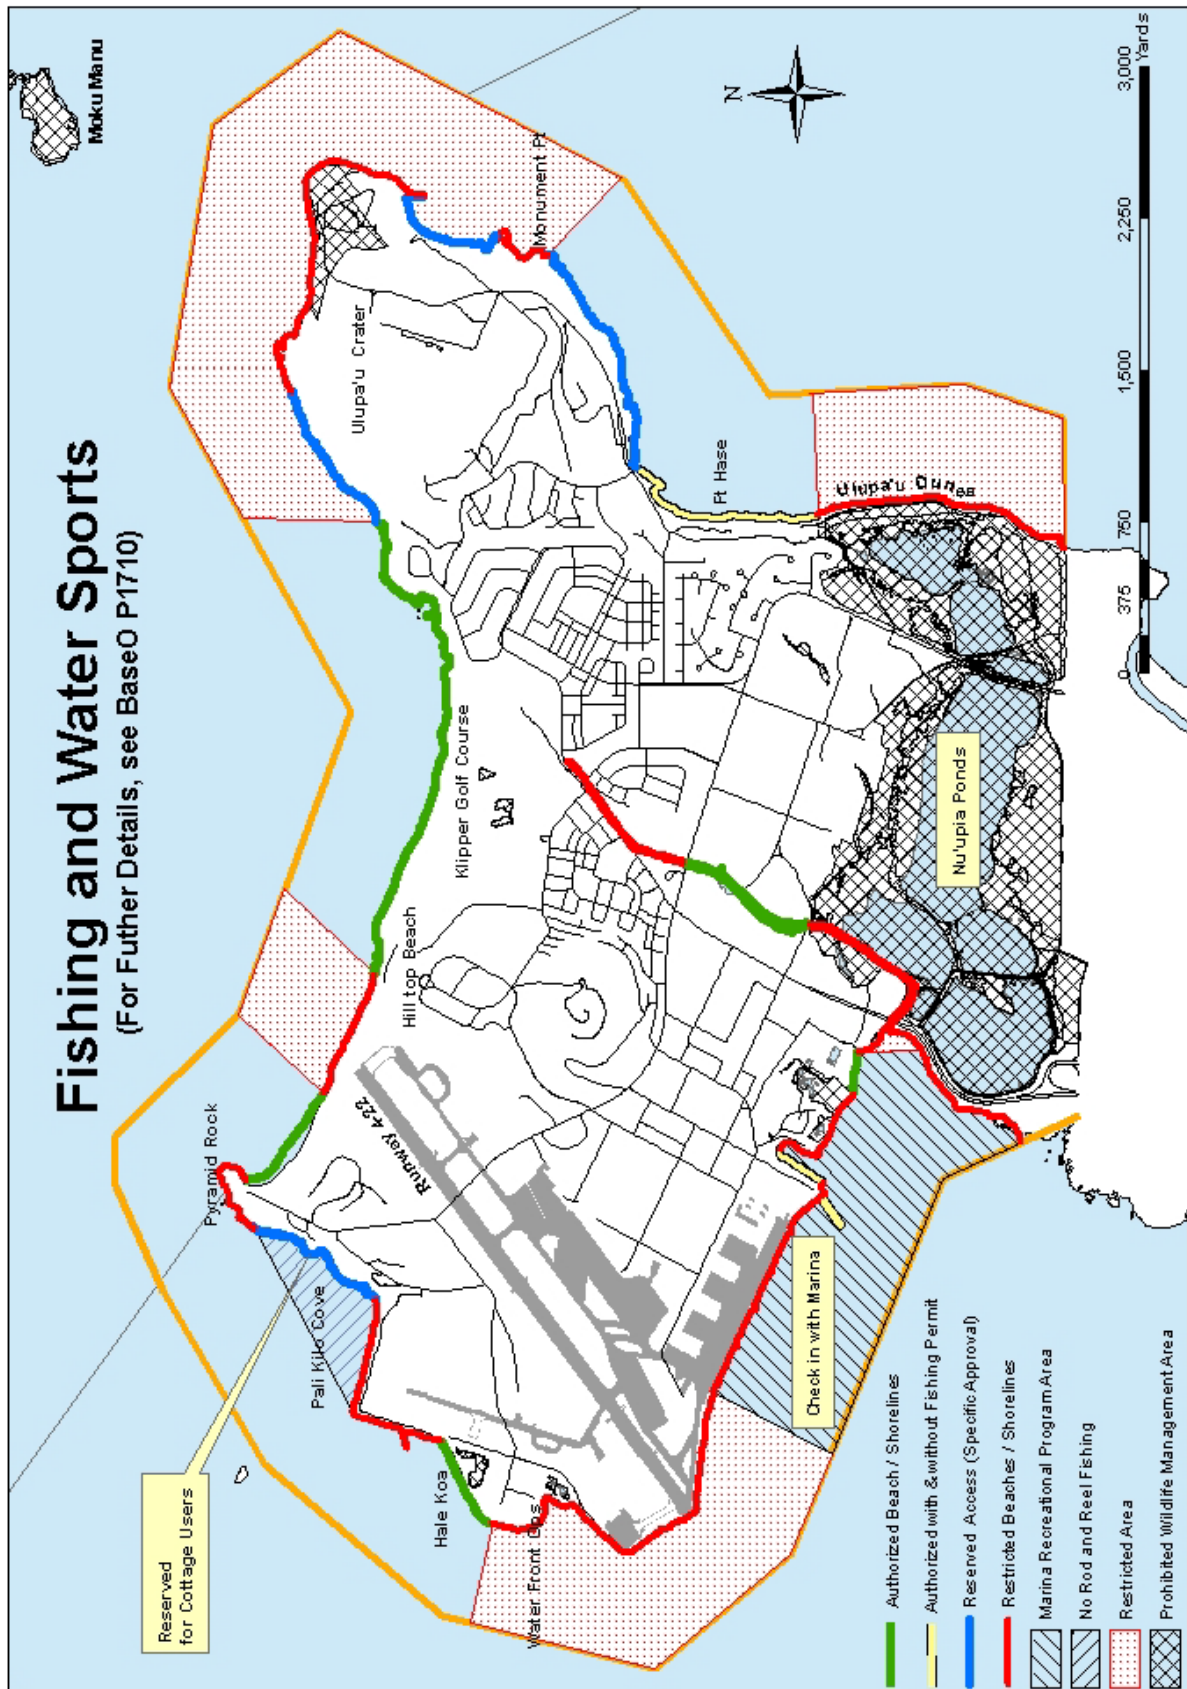 Fishing and Water Sports
(For Futher Details, see BaseO P1710)
Moku Manu
N
Reserved
for Cottage Users
Pyramid Rock
Pali Kilo Cove
Hale Koa
Water Front Ops
Runway 4-22
Hilltop Beach
Klipper Golf Course
Ulupa'u Crater
Monument Pt
Pt Hase
Ulupa'u Dunes
Nu'upia Ponds
Check in with Marina
Authorized Beach / Shorelines
Authorized with & without Fishing Permit
Reserved Access (Specific Approval)
Restricted Beaches / Shorelines
Marina Recreational Program Area
No Rod and Reel Fishing
Restricted Area
Prohibited Wildlife Management Area
0 375 750 1,500 2,250 3,000
Yards